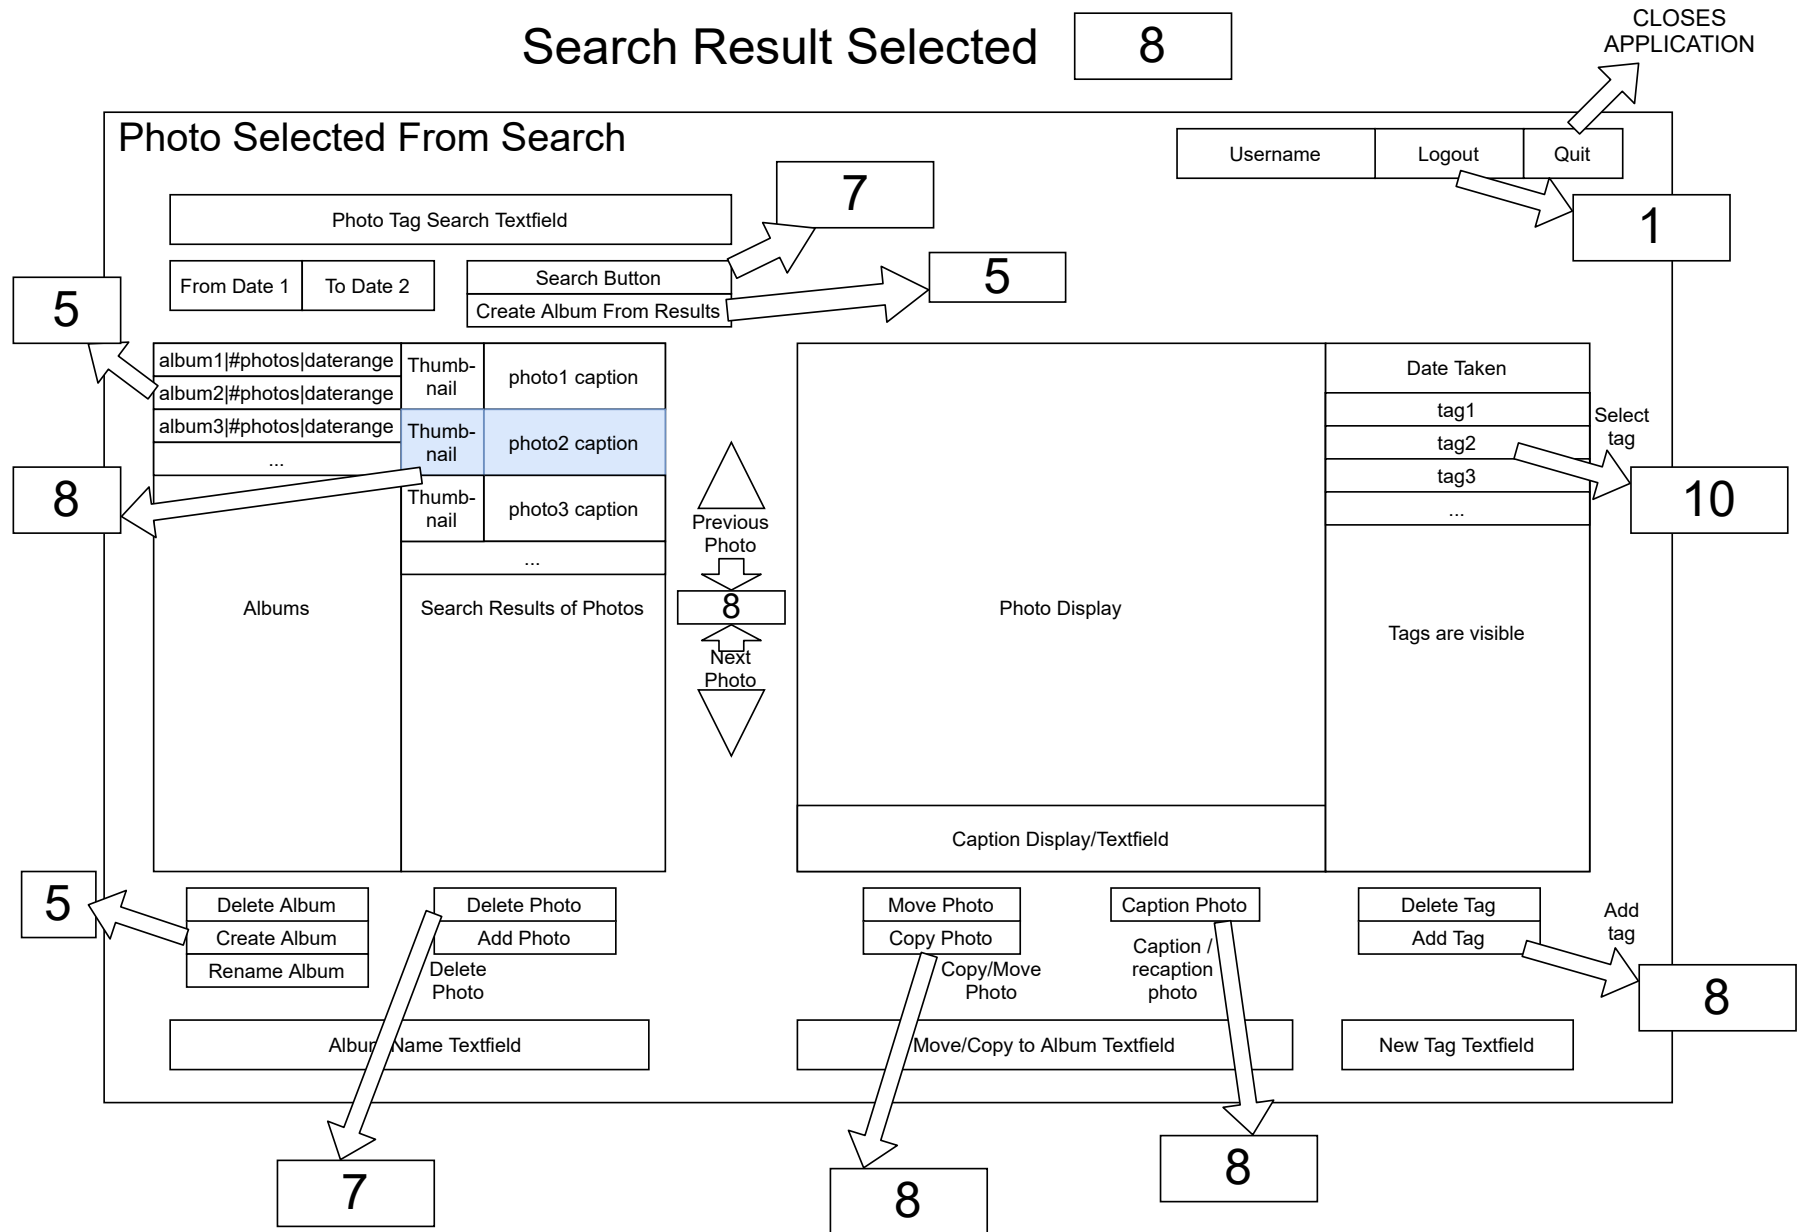 Search Result Selected
8
CLOSES
APPLICATION
Photo Selected From Search
Username
Logout
Quit
7
1
Photo Tag Search Textfield
From Date 1
To Date 2
Search Button
Create Album From Results
5
5
album1|#photos|daterange
album2|#photos|daterange
album3|#photos|daterange
...
8
Thumb-
nail
photo1 caption
Thumb-
nail
photo2 caption
Thumb-
nail
photo3 caption
...
Albums
Search Results of Photos
Previous
Photo
8
Next
Photo
Photo Display
Caption Display/Textfield
Date Taken
tag1
tag2
tag3
...
Tags are visible
Select
tag
10
5
Delete Album
Create Album
Rename Album
Delete Photo
Add Photo
Delete
Photo
Move Photo
Copy Photo
Copy/Move
Photo
Caption Photo
Caption /
recaption
photo
Delete Tag
Add Tag
Add
tag
8
Album Name Textfield
Move/Copy to Album Textfield
New Tag Textfield
7
8
8